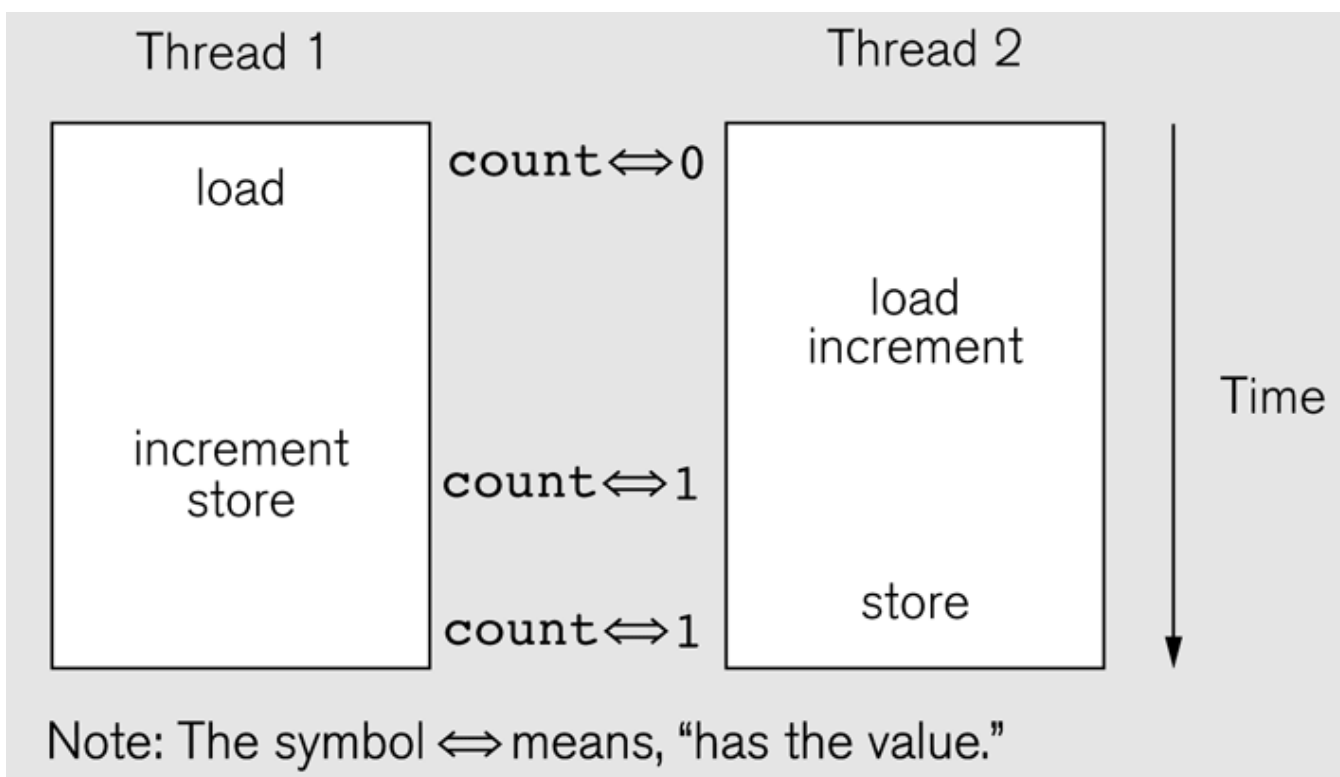 Thread 1
Thread 2
load
count⇔0
load
increment
increment
store
count⇔1
Time
store
count⇔1
Note: The symbol ⇔ means, “has the value.”